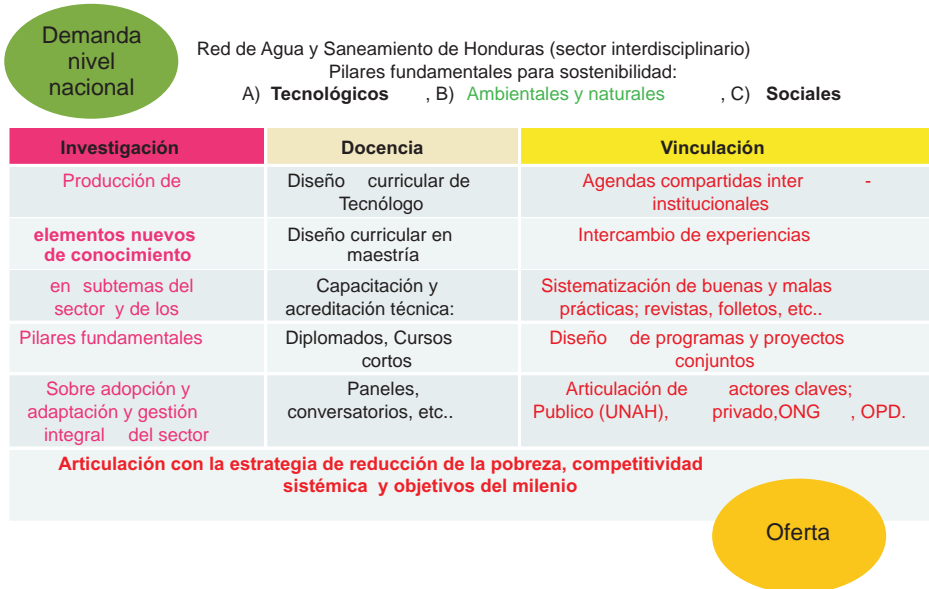 Demanda
nivel
nacional
Red de Agua y Saneamiento de Honduras (sector interdisciplinario)
Pilares fundamentales para sostenibilidad:
A) Tecnológicos , B) Ambientales y naturales , C) Sociales
Investigación
Docencia
Vinculación
Producción de
Diseño curricular de
Tecnólogo
Agendas compartidas inter -
institucionales
elementos nuevos
de conocimiento
Diseño curricular en
maestría
Intercambio de experiencias
en subtemas del
sector y de los
Capacitación y
acreditación técnica:
Sistematización de buenas y malas
prácticas; revistas, folletos, etc..
Pilares fundamentales
Diplomados, Cursos
cortos
Diseño de programas y proyectos
conjuntos
Sobre adopción y
adaptación y gestión
integral del sector
Paneles,
conversatorios, etc..
Articulación de actores claves;
Publico (UNAH), privado,ONG , OPD.
Articulación con la estrategia de reducción de la pobreza, competitividad
sistémica y objetivos del milenio
Oferta